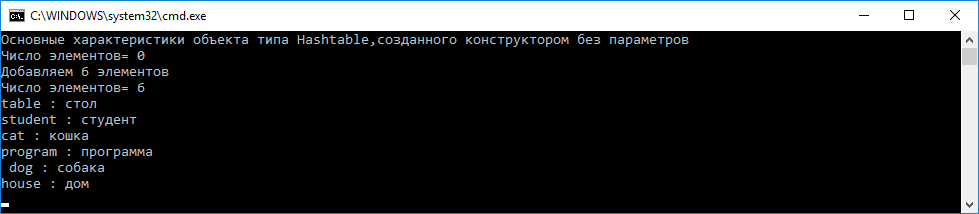 C:\WINDOWS\system32\cmd.exe
Основные характеристики объекта типа Hashtable,созданного конструктором без параметров
Число элементов= 0
Добавляем 6 элементов
Число элементов= 6
table : стол
student : студент
cat : кошка
program : программа
 dog : собака
house : дом